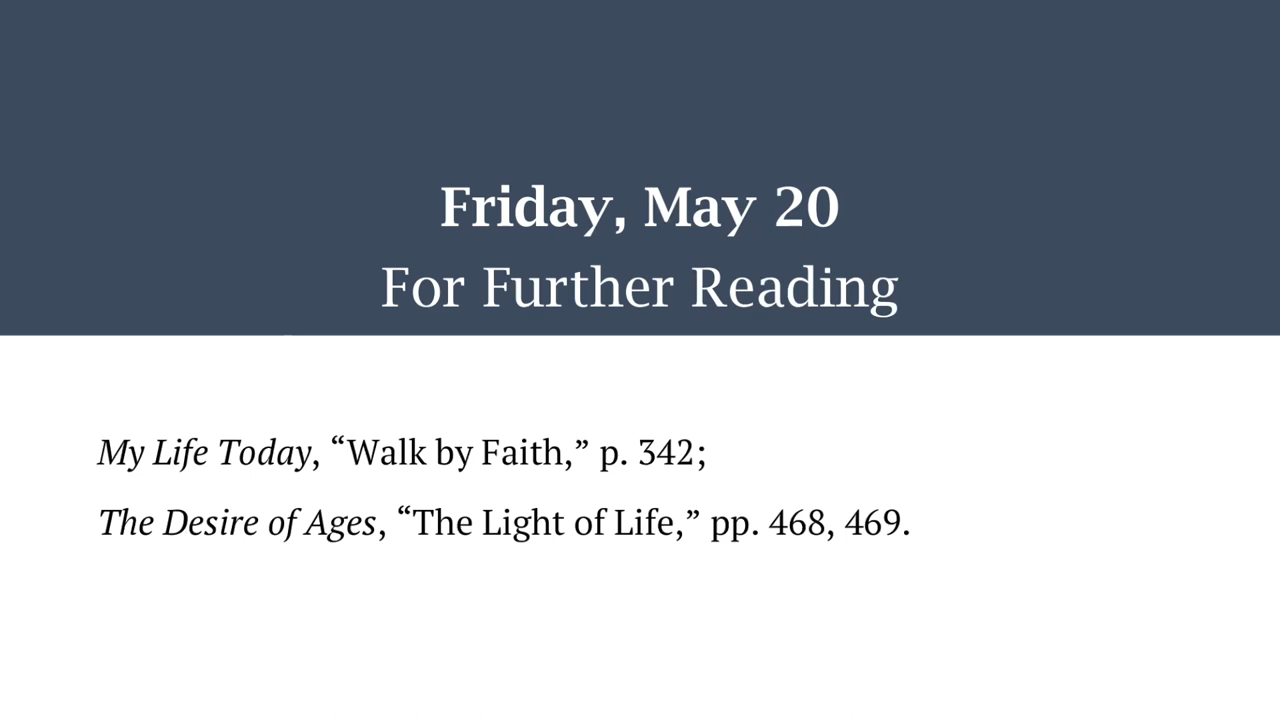 Friday, May 20
For Further Reading
My Life Today, “Walk by Faith,” p. 342;
The Desire of Ages, “The Light of Life,” pp. 468, 469.